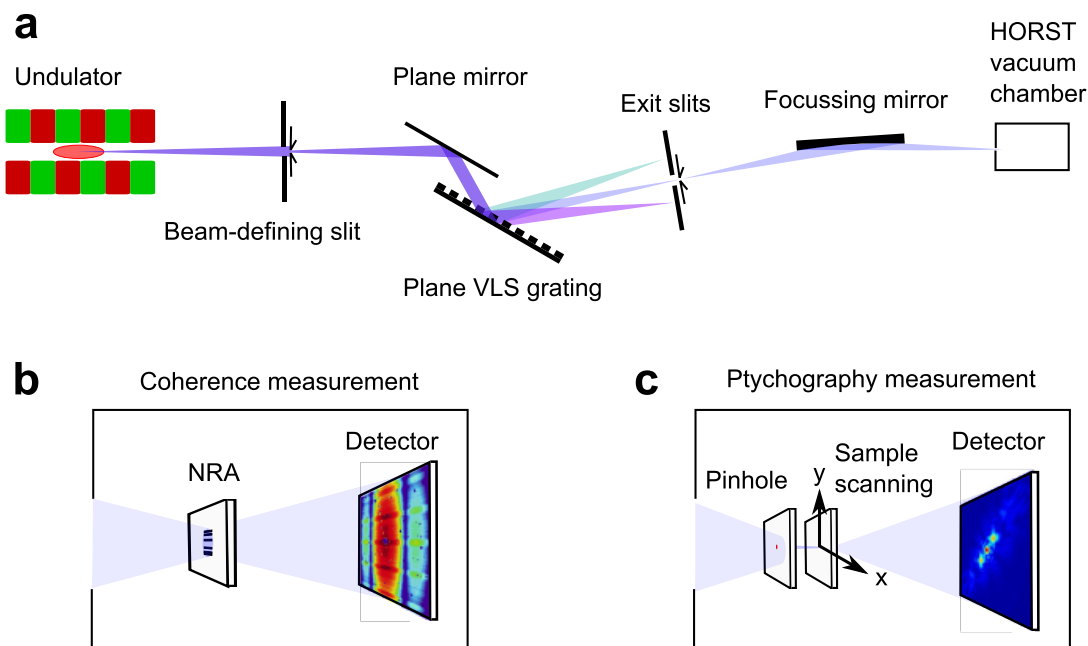 a
Undulator
Plane mirror
Exit slits
Focussing mirror
HORST
vacuum
chamber
Beam-defining slit
Plane VLS grating
b
Coherence measurement
NRA
Detector
c
Ptychography measurement
Pinhole
y
Sample
scanning
Detector
x